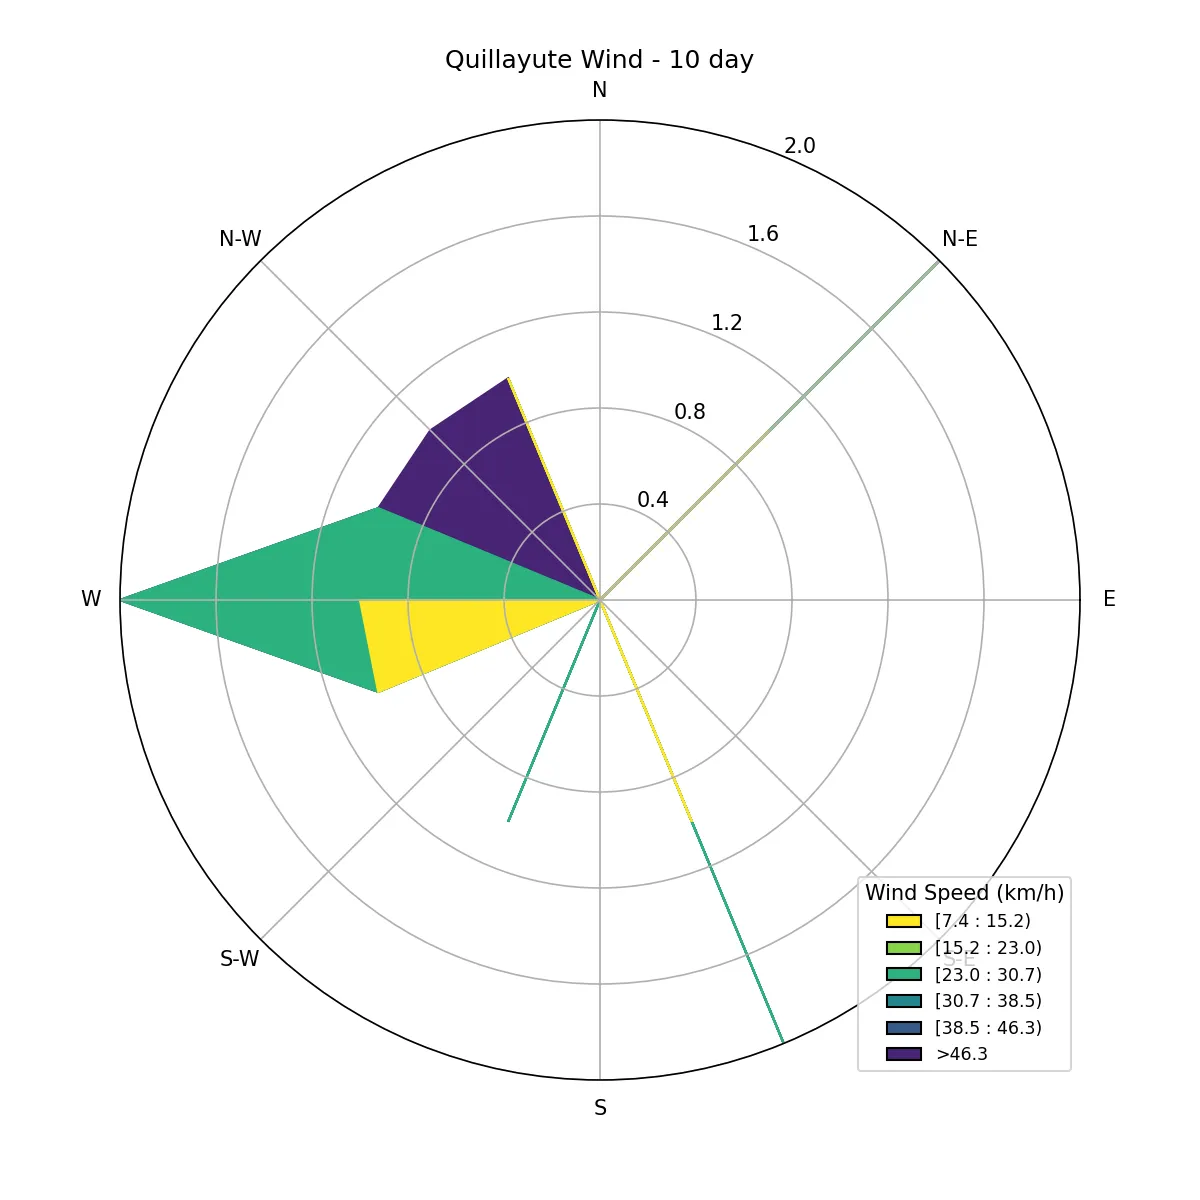 Quillayute Wind - 10 day
N
2.0
N-W
1.6
N-E
1.2
0.8
0.4
W
E
Wind Speed (km/h)
[7.4 : 15.2)
[15.2 : 23.0)
S-W
S-E
[23.0 : 30.7)
[30.7 : 38.5)
[38.5 : 46.3)
>46.3
S